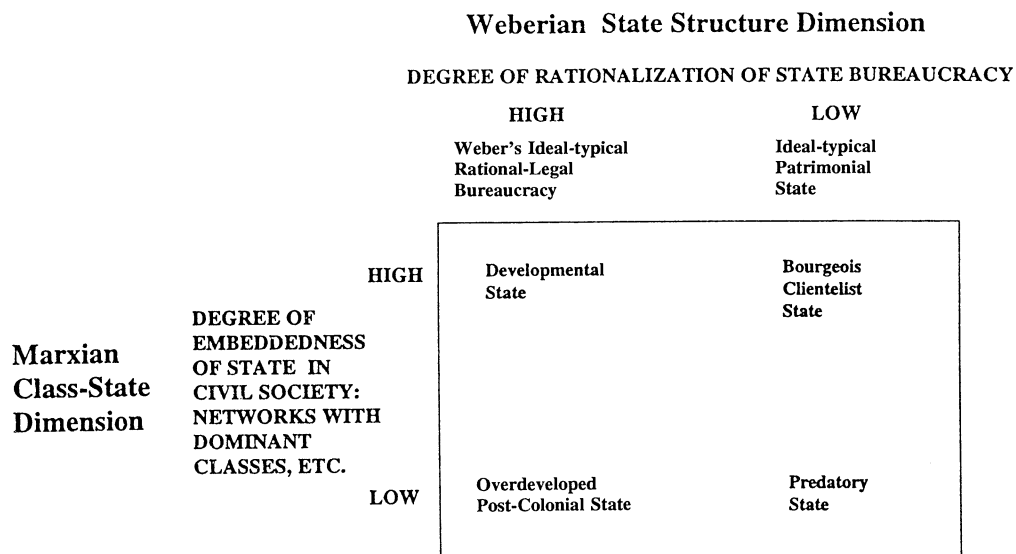 Weberian State Structure Dimension
DEGREE OF RATIONALIZATION OF STATE BUREAUCRACY
HIGH
LOW
Weber's Ideal-typical
Rational-Legal
Bureaucracy
Ideal-typical
Patrimonial
State
HIGH
Developmental
State
Bourgeois
Clientelist
State
Marxian
Class-State
Dimension
DEGREE OF
EMBEDDEDNESS
OF STATE IN
CIVIL SOCIETY:
NETWORKS WITH
DOMINANT
CLASSES, ETC.
LOW
Overdeveloped
Post-Colonial State
Predatory
State